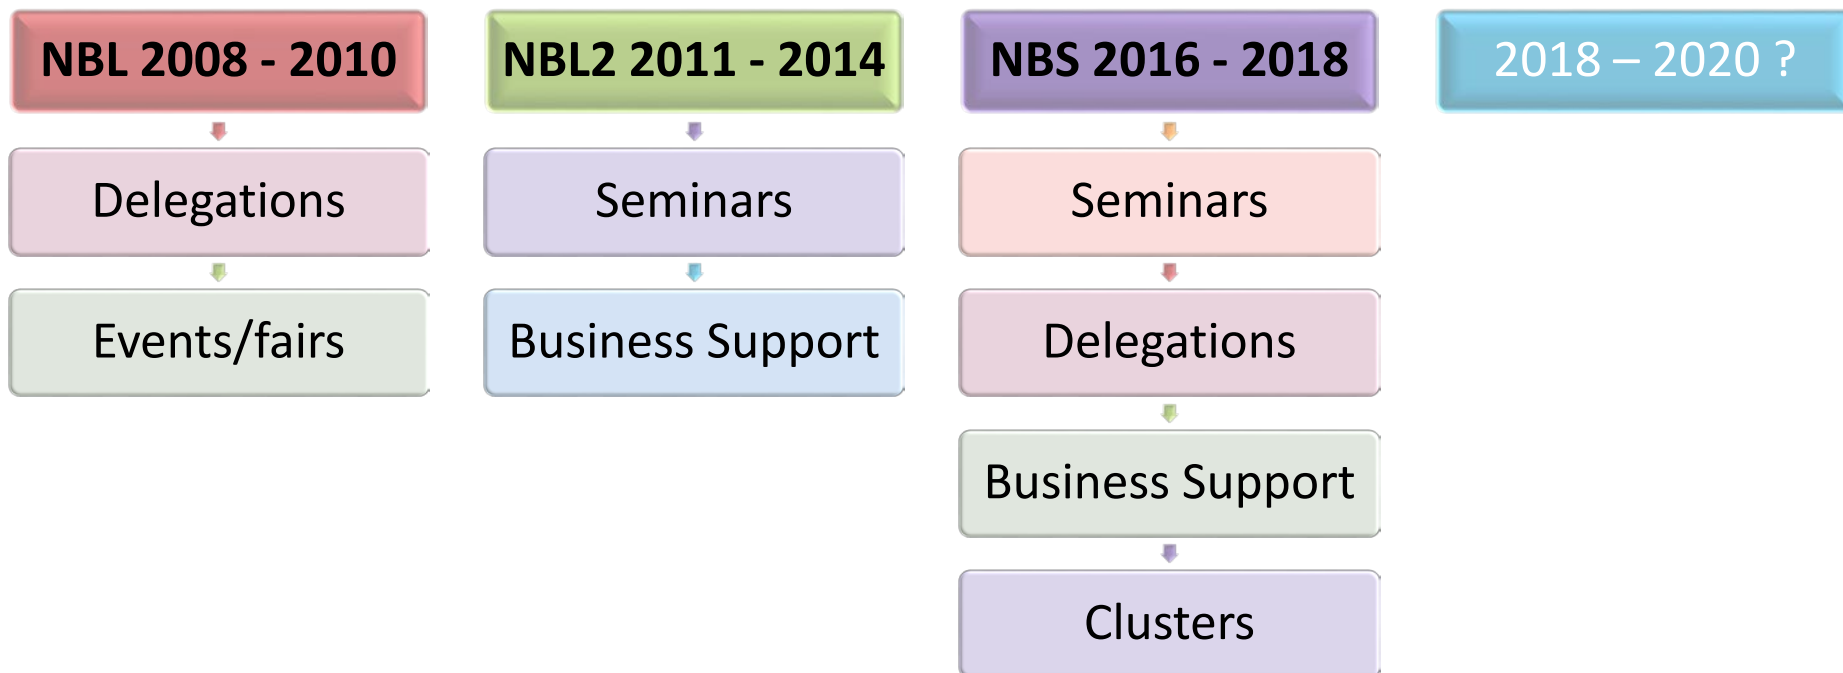 NBL 2008 - 2010
Delegations
Events/fairs
NBL2 2011 - 2014
Seminars
Business Support
NBS 2016 - 2018
Seminars
Delegations
Business Support
Clusters
2018 – 2020 ?